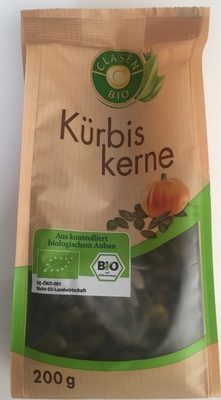 CLASEN
BIO
Kürbis
kerne
Aus kontrolliert
biologischem Anbau
BIO
DE-ÖKO-001
Nicht-EU-Landwirtschaft
200 g